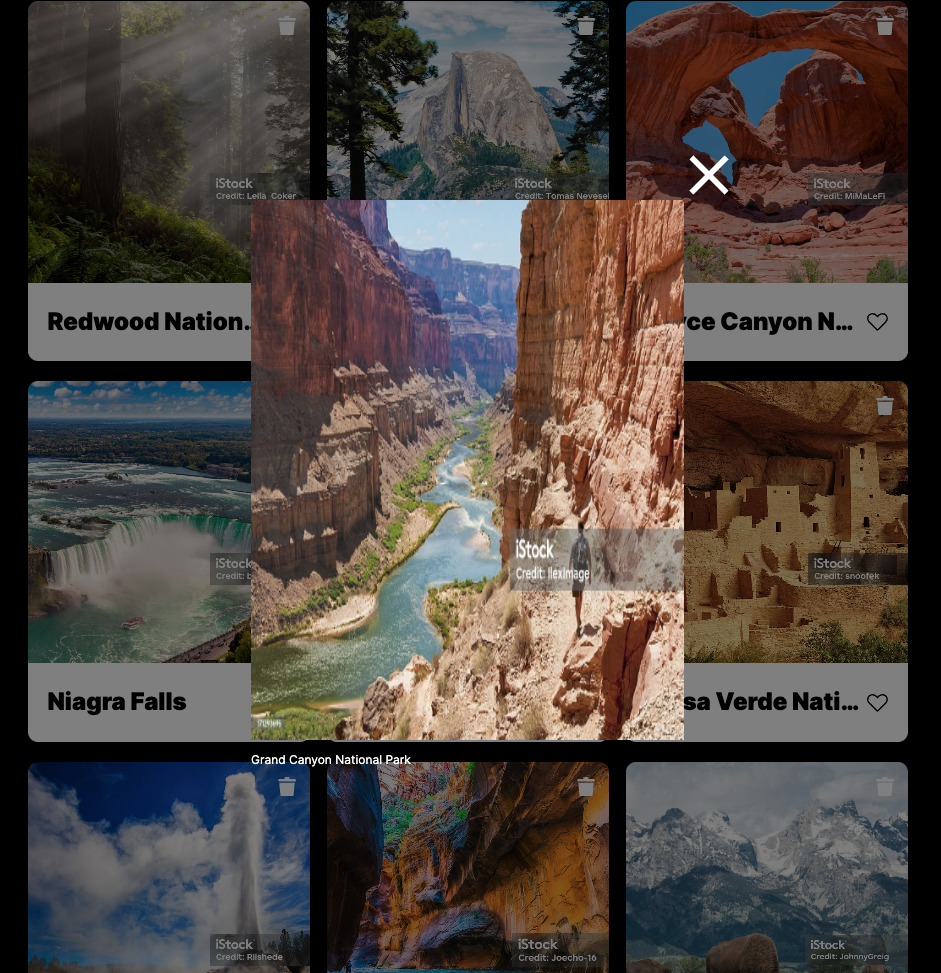 iStock
Credit: Leila_Coker
iStock
Credit: Tomas Nevesel
iStock
Credit: MiMaLeFi
Redwood Nation...
yce Canyon N...
iStock
Credit: b
iStock
Credit: IlexImage
iStock
Credit: snoofek
Niagra Falls
sa Verde Nati...
Grand Canyon National Park
iStock
Credit: Riishede
iStock
Credit: Joecho-16
iStock
Credit: JohnnyGreig